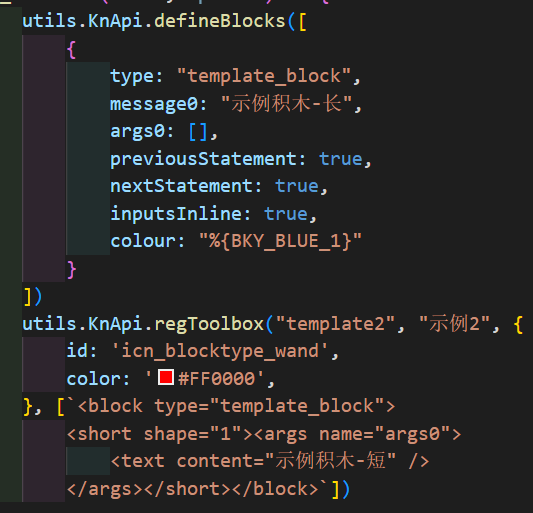 utils.KnApi.defineBlocks([
{
type: "template_block",
message0: "示例积木-长",
args0: [],
previousStatement: true,
nextStatement: true,
inputsInline: true,
colour: "%{BKY_BLUE_1}"
}
])
utils.KnApi.regToolbox("template2", "示例2", {
id: 'icn_blocktype_wand',
color: '#FF0000',
}, [`<block type="template_block">
<short shape="1"><args name="args0">
<text content="示例积木-短" />
</args></short></block>`])